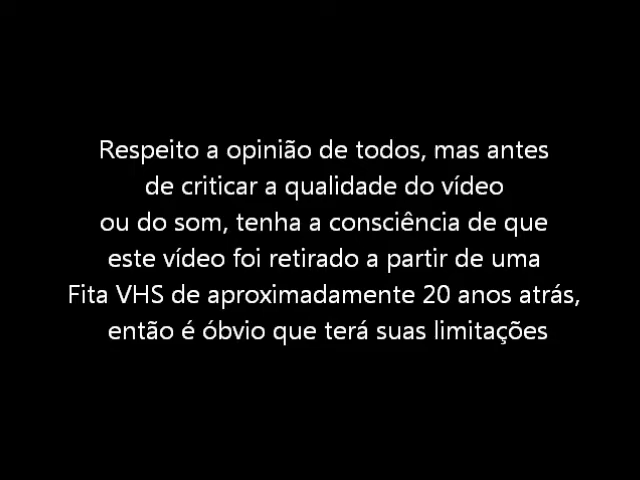 Respeito a opinião de todos, mas antes
de criticar a qualidade do vídeo
ou do som, tenha a consciência de que
este vídeo foi retirado a partir de uma
Fita VHS de aproximadamente 20 anos atrás,
então é óbvio que terá suas limitações